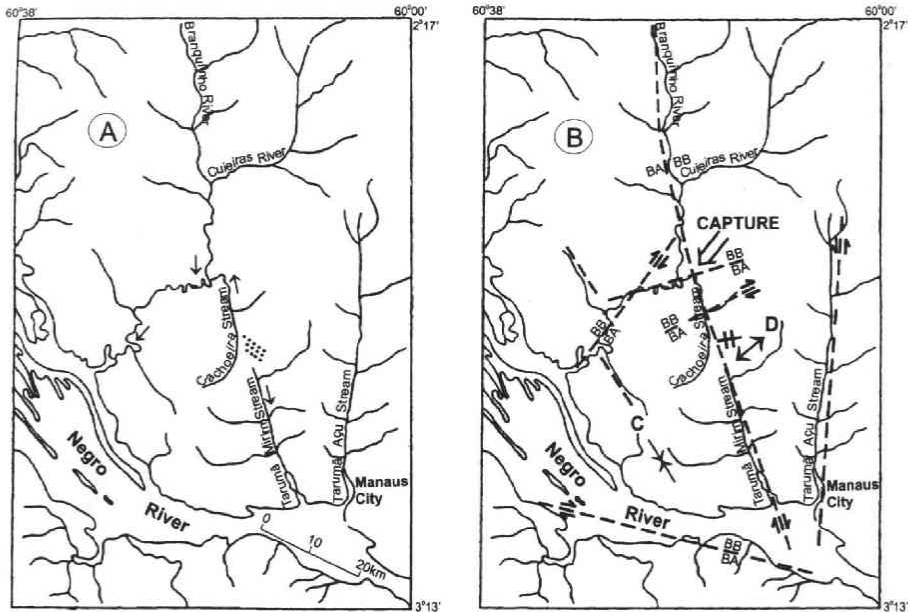 60°38'
60°00'
2°17'
A
Branquinho River
Cuieiras River
Cachoeira Stream
Tarumã Mirim Stream
Tarumã Açu Stream
Negro
River
Manaus
City
0
10
20km
3°13'
60°38'
60°00'
2°17'
B
Branquinho River
BA
BB
Cuieiras River
CAPTURE
BB
BA
BB
BA
BB
BA
Cachoeira Stream
D
C
Tarumã Mirim Stream
Tarumã Açu Stream
Negro
River
Manaus
City
BB
BA
3°13'